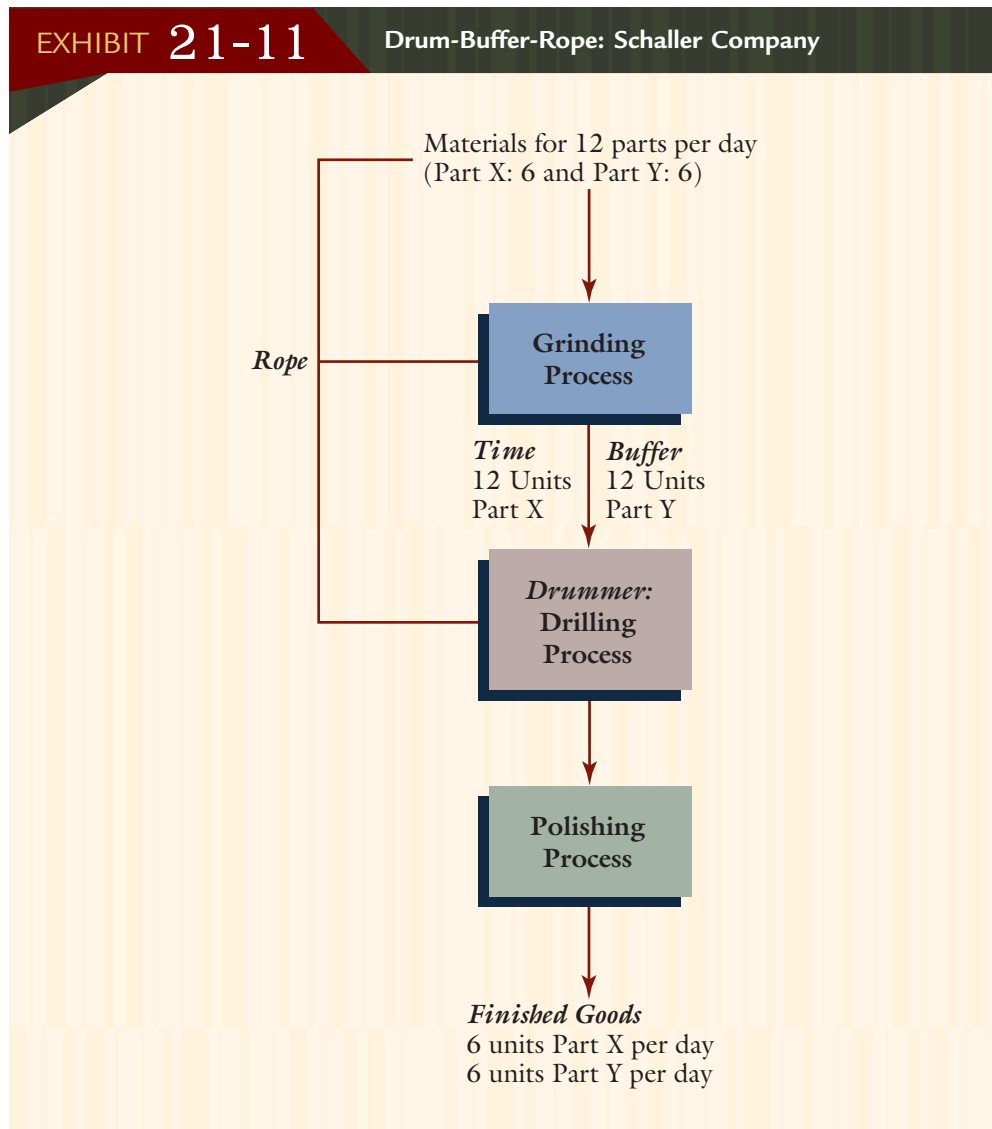 EXHIBIT 21-11
Drum-Buffer-Rope: Schaller Company
Materials for 12 parts per day
(Part X: 6 and Part Y: 6)
Rope
Grinding
Process
Time
12 Units
Part X
Buffer
12 Units
Part Y
Drummer:
Drilling
Process
Polishing
Process
Finished Goods
6 units Part X per day
6 units Part Y per day